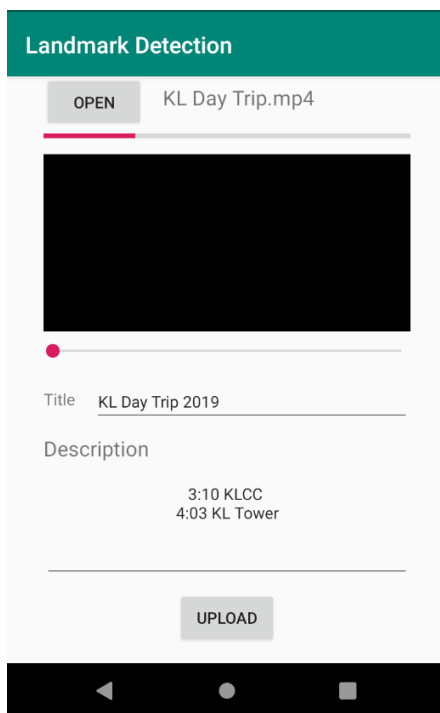 Landmark Detection
OPEN KL Day Trip.mp4
Title KL Day Trip 2019
Description
3:10 KLCC
4:03 KL Tower
UPLOAD